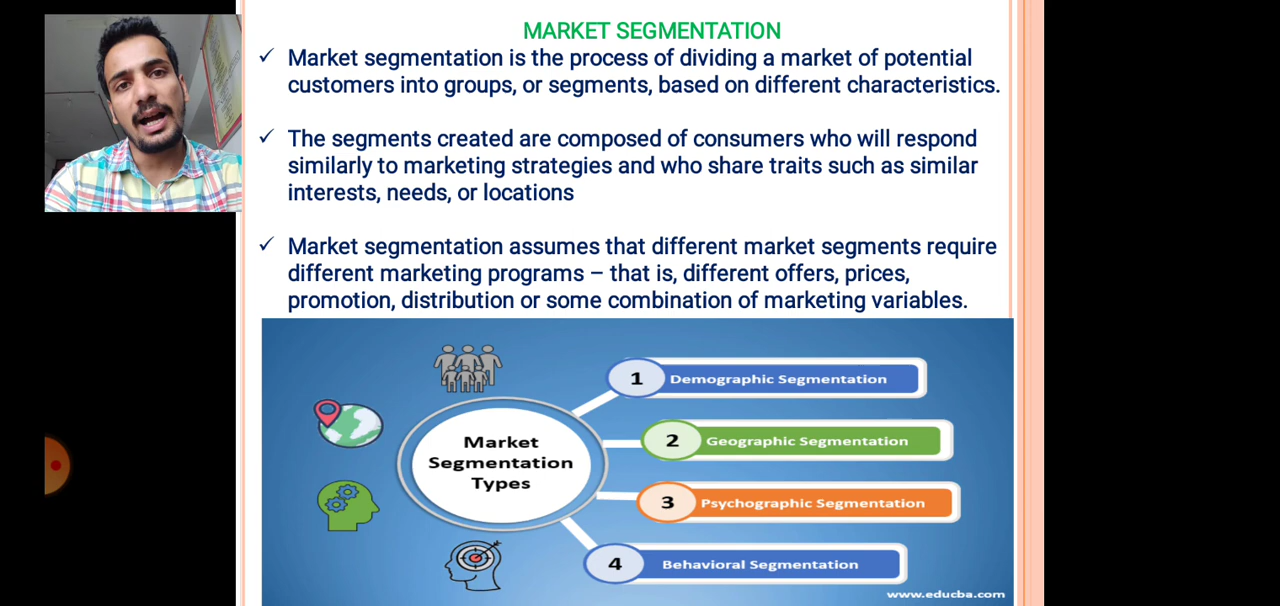 MARKET SEGMENTATION
✓ Market segmentation is the process of dividing a market of potential
customers into groups, or segments, based on different characteristics.
✓ The segments created are composed of consumers who will respond
similarly to marketing strategies and who share traits such as similar
interests, needs, or locations
✓ Market segmentation assumes that different market segments require
different marketing programs – that is, different offers, prices,
promotion, distribution or some combination of marketing variables.
Market
Segmentation
Types
1 Demographic Segmentation
2 Geographic Segmentation
3 Psychographic Segmentation
4 Behavioral Segmentation
www.educba.com